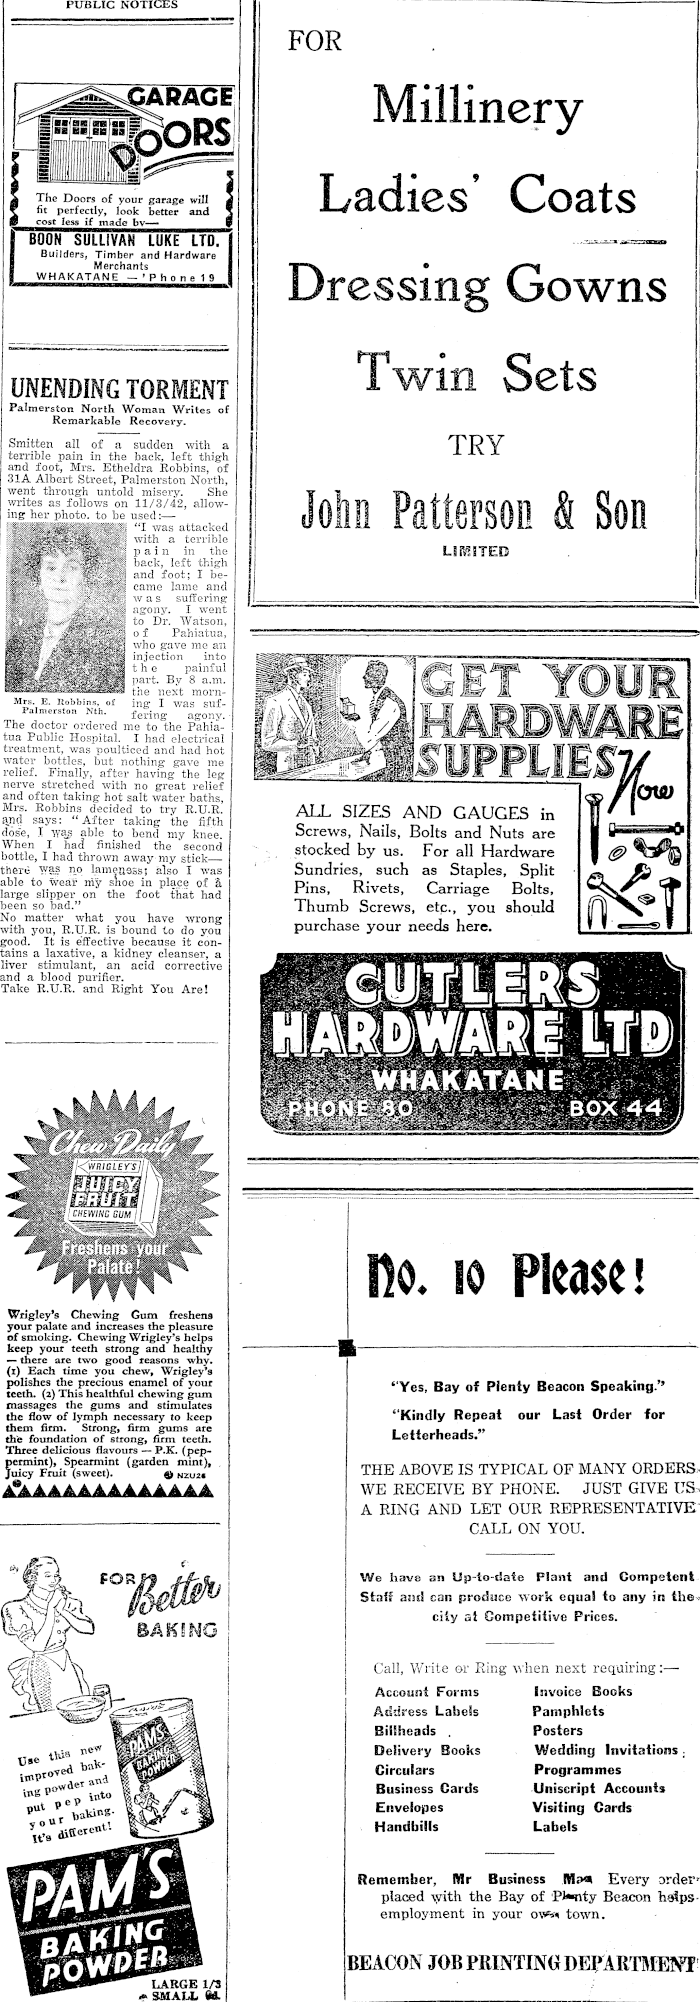 PUBLIC NOTICES
GARAGE
DOORS
The Doors of your garage will
fit perfectly, look better and
cost less if made by—
BOON SULLIVAN LUKE LTD.
Builders, Timber and Hardware
Merchants
WHAKATANE — 'Phone 19
UNENDING TORMENT
Palmerston North Woman Writes of
Remarkable Recovery.
Smitten all of a sudden with a
terrible pain in the back, left thigh
and foot, Mrs. Etheldra Robbins, of
31A Albert Street, Palmerston North,
went through untold misery. She
writes as follows on 11/3/42, allow-
ing her photo. to be used:—
"I was attacked
with a terrible
pain in the
back, left thigh
and foot; I be-
came lame and
was suffering
agony. I went
to Dr. Watson,
of Pahiatua,
who gave me an
injection into
the painful
part. By 8 a.m.
the next morn-
ing I was suf-
fering agony.
Mrs. E. Robbins, of
Palmerston Nth.
The doctor ordered me to the Pahia-
tua Public Hospital. I had electrical
treatment, was poulticed and had hot
water bottles, but nothing gave me
relief. Finally, after having the leg
nerve stretched with no great relief
and often taking hot salt water baths,
Mrs. Robbins decided to try R.U.R.
and says: "After taking the fifth
dose, I was able to bend my knee.
When I had finished the second
bottle, I had thrown away my stick—
there was no lameness; also I was
able to wear my shoe in place of a
large slipper on the foot that had
been so bad."
No matter what you have wrong
with you, R.U.R. is bound to do you
good. It is effective because it con-
tains a laxative, a kidney cleanser, a
liver stimulant, an acid corrective
and a blood purifier.
Take R.U.R. and Right You Are!
Chew Daily
WRIGLEY'S
JUICY
FRUIT
CHEWING GUM
Freshens your
Palate!
Wrigley's Chewing Gum freshens
your palate and increases the pleasure
of smoking. Chewing Wrigley's helps
keep your teeth strong and healthy
—there are two good reasons why.
(1) Each time you chew, Wrigley's
polishes the precious enamel of your
teeth. (2) This healthful chewing gum
massages the gums and stimulates
the flow of lymph necessary to keep
them firm. Strong, firm gums are
the foundation of strong, firm teeth.
Three delicious flavours — P.K. (pep-
permint), Spearmint (garden mint),
Juicy Fruit (sweet). NZU26
FOR Better
BAKING
PAM'S
BAKING
POWDER
Use this new
improved bak-
ing powder and
put pep into
your baking.
It's different!
PAM'S
BAKING
POWDER
LARGE 1/3
SMALL 6d.
FOR
Millinery
Ladies' Coats
Dressing Gowns
Twin Sets
TRY
John Patterson & Son
LIMITED
GET YOUR
HARDWARE
SUPPLIES
Now
ALL SIZES AND GAUGES in
Screws, Nails, Bolts and Nuts are
stocked by us. For all Hardware
Sundries, such as Staples, Split
Pins, Rivets, Carriage Bolts,
Thumb Screws, etc., you should
purchase your needs here.
CUTLERS
HARDWARE LTD
WHAKATANE
PHONE 80 BOX 44
No. 10 Please!
"Yes, Bay of Plenty Beacon Speaking."
"Kindly Repeat our Last Order for
Letterheads."
THE ABOVE IS TYPICAL OF MANY ORDERS
WE RECEIVE BY PHONE. JUST GIVE US
A RING AND LET OUR REPRESENTATIVE
CALL ON YOU.
We have an Up-to-date Plant and Competent
Staff and can produce work equal to any in the
city at Competitive Prices.
Call, Write or Ring when next requiring:—
Account Forms
Address Labels
Billheads
Delivery Books
Circulars
Business Cards
Envelopes
Handbills
Invoice Books
Pamphlets
Posters
Wedding Invitations
Programmes
Uniscript Accounts
Visiting Cards
Labels
Remember, Mr Business Man Every order
placed with the Bay of Plenty Beacon helps
employment in your own town.
BEACON JOB PRINTING DEPARTMENT